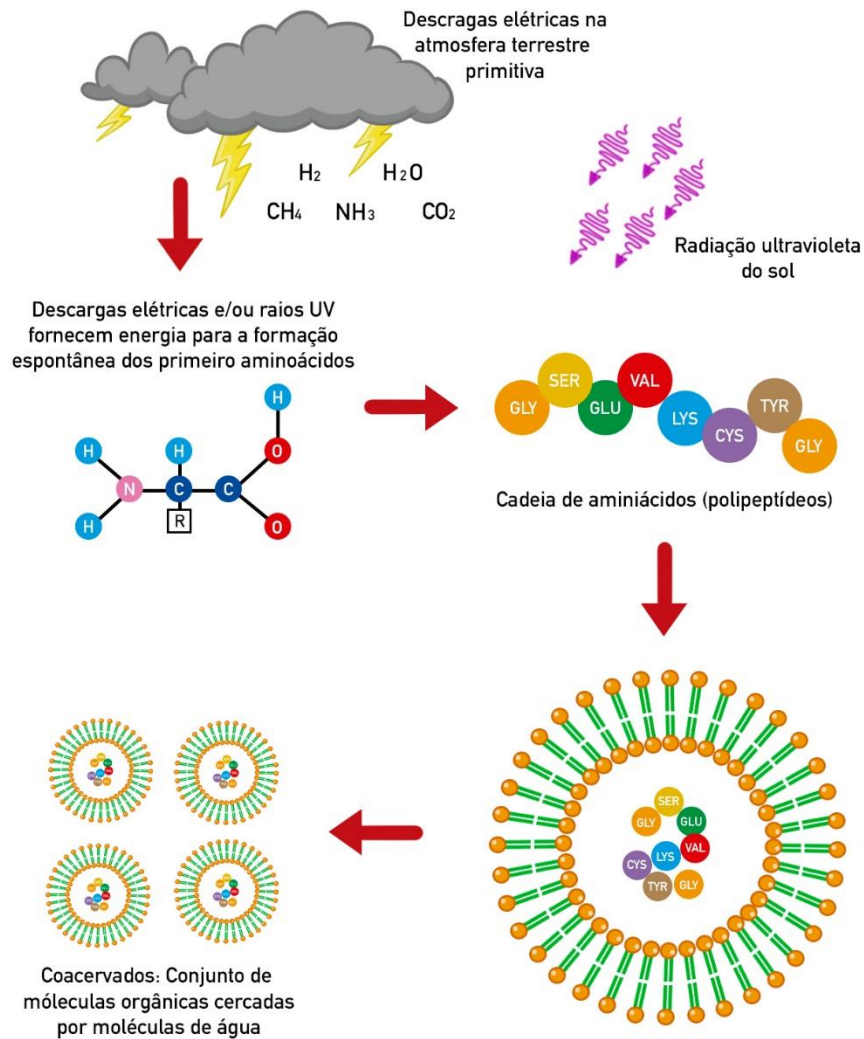 Descragas elétricas na
atmosfera terrestre
primitiva
H₂ H₂O
CH₄ NH₃ CO₂
Radiação ultravioleta
do sol
Descargas elétricas e/ou raios UV
fornecem energia para a formação
espontânea dos primeiro aminoácidos
H
H H O
N C C
H R O
GLY SER GLU VAL LYS CYS TYR GLY
Cadeia de aminiácidos (polipeptídeos)
SER
GLY GLU
CYS LYS VAL
TYR GLY
Coacervados: Conjunto de
móleculas orgânicas cercadas
por moléculas de água